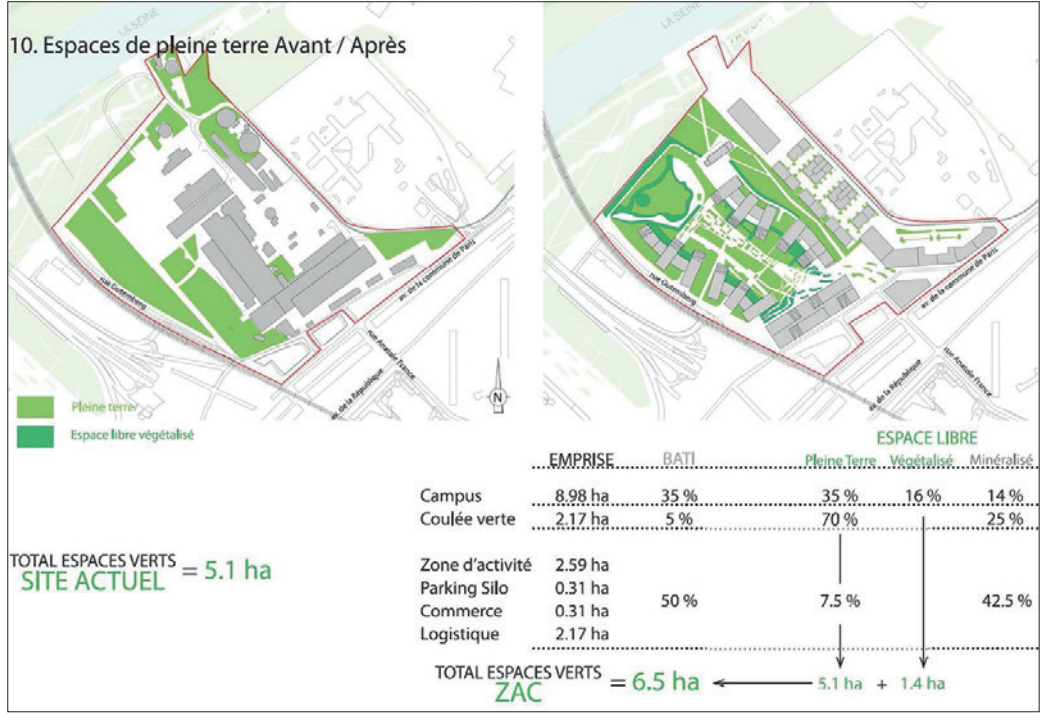 10. Espaces de pleine terre Avant / Après
LA SEINE
LA SEINE
rue Gutemberg
av. de la commune de Paris
rue Anatole France
av. de la République
N
rue Gutemberg
av. de la commune de Paris
rue Anatole France
av. de la République
Pleine terre
Espace libre végétalisé
ESPACE LIBRE
EMPRISE BATI Pleine Terre Végétalisé Minéralisé
Campus 8.98 ha 35 % 35 % 16 % 14 %
Coulée verte 2.17 ha 5 % 70 % 25 %
Zone d'activité 2.59 ha
Parking Silo 0.31 ha
50 % 7.5 % 42.5 %
Commerce 0.31 ha
Logistique 2.17 ha
TOTAL ESPACES VERTS
SITE ACTUEL = 5.1 ha
TOTAL ESPACES VERTS
ZAC = 6.5 ha 5.1 ha + 1.4 ha